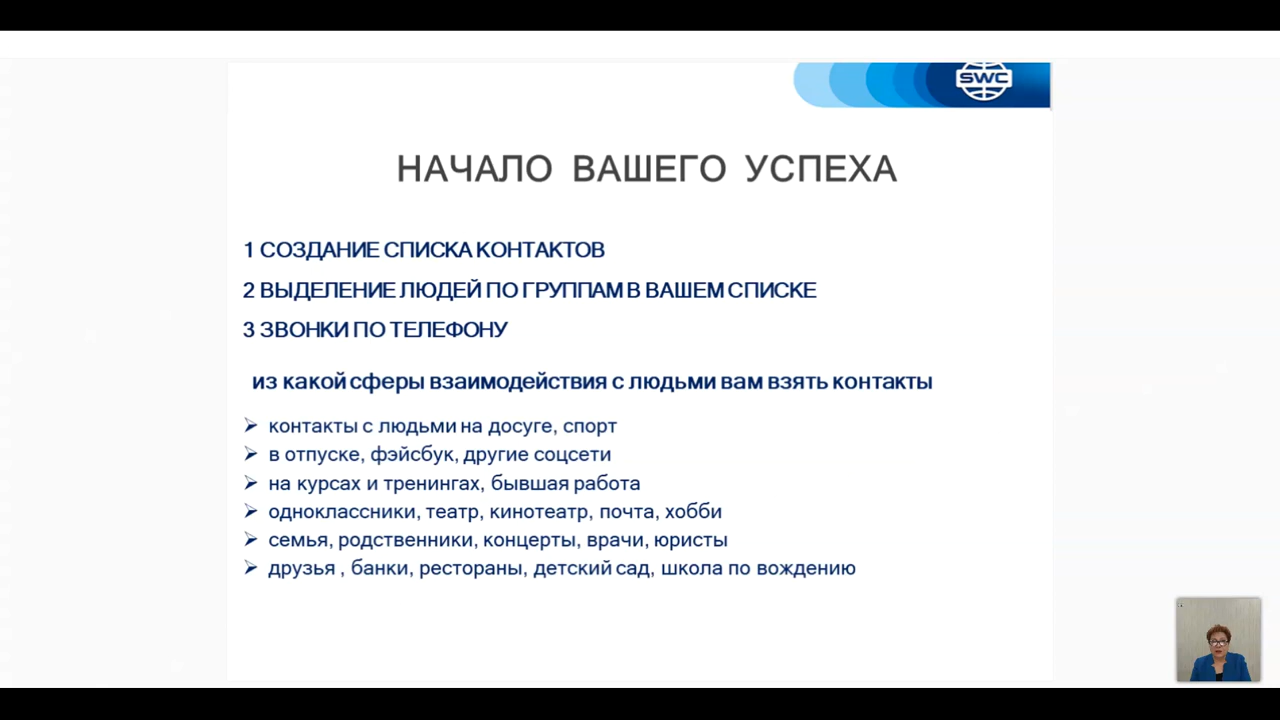 SWC
НАЧАЛО ВАШЕГО УСПЕХА
1 СОЗДАНИЕ СПИСКА КОНТАКТОВ
2 ВЫДЕЛЕНИЕ ЛЮДЕЙ ПО ГРУППАМ В ВАШЕМ СПИСКЕ
3 ЗВОНКИ ПО ТЕЛЕФОНУ
из какой сферы взаимодействия с людьми вам взять контакты
➢ контакты с людьми на досуге, спорт
➢ в отпуске, фэйсбук, другие соцсети
➢ на курсах и тренингах, бывшая работа
➢ одноклассники, театр, кинотеатр, почта, хобби
➢ семья, родственники, концерты, врачи, юристы
➢ друзья , банки, рестораны, детский сад, школа по вождению